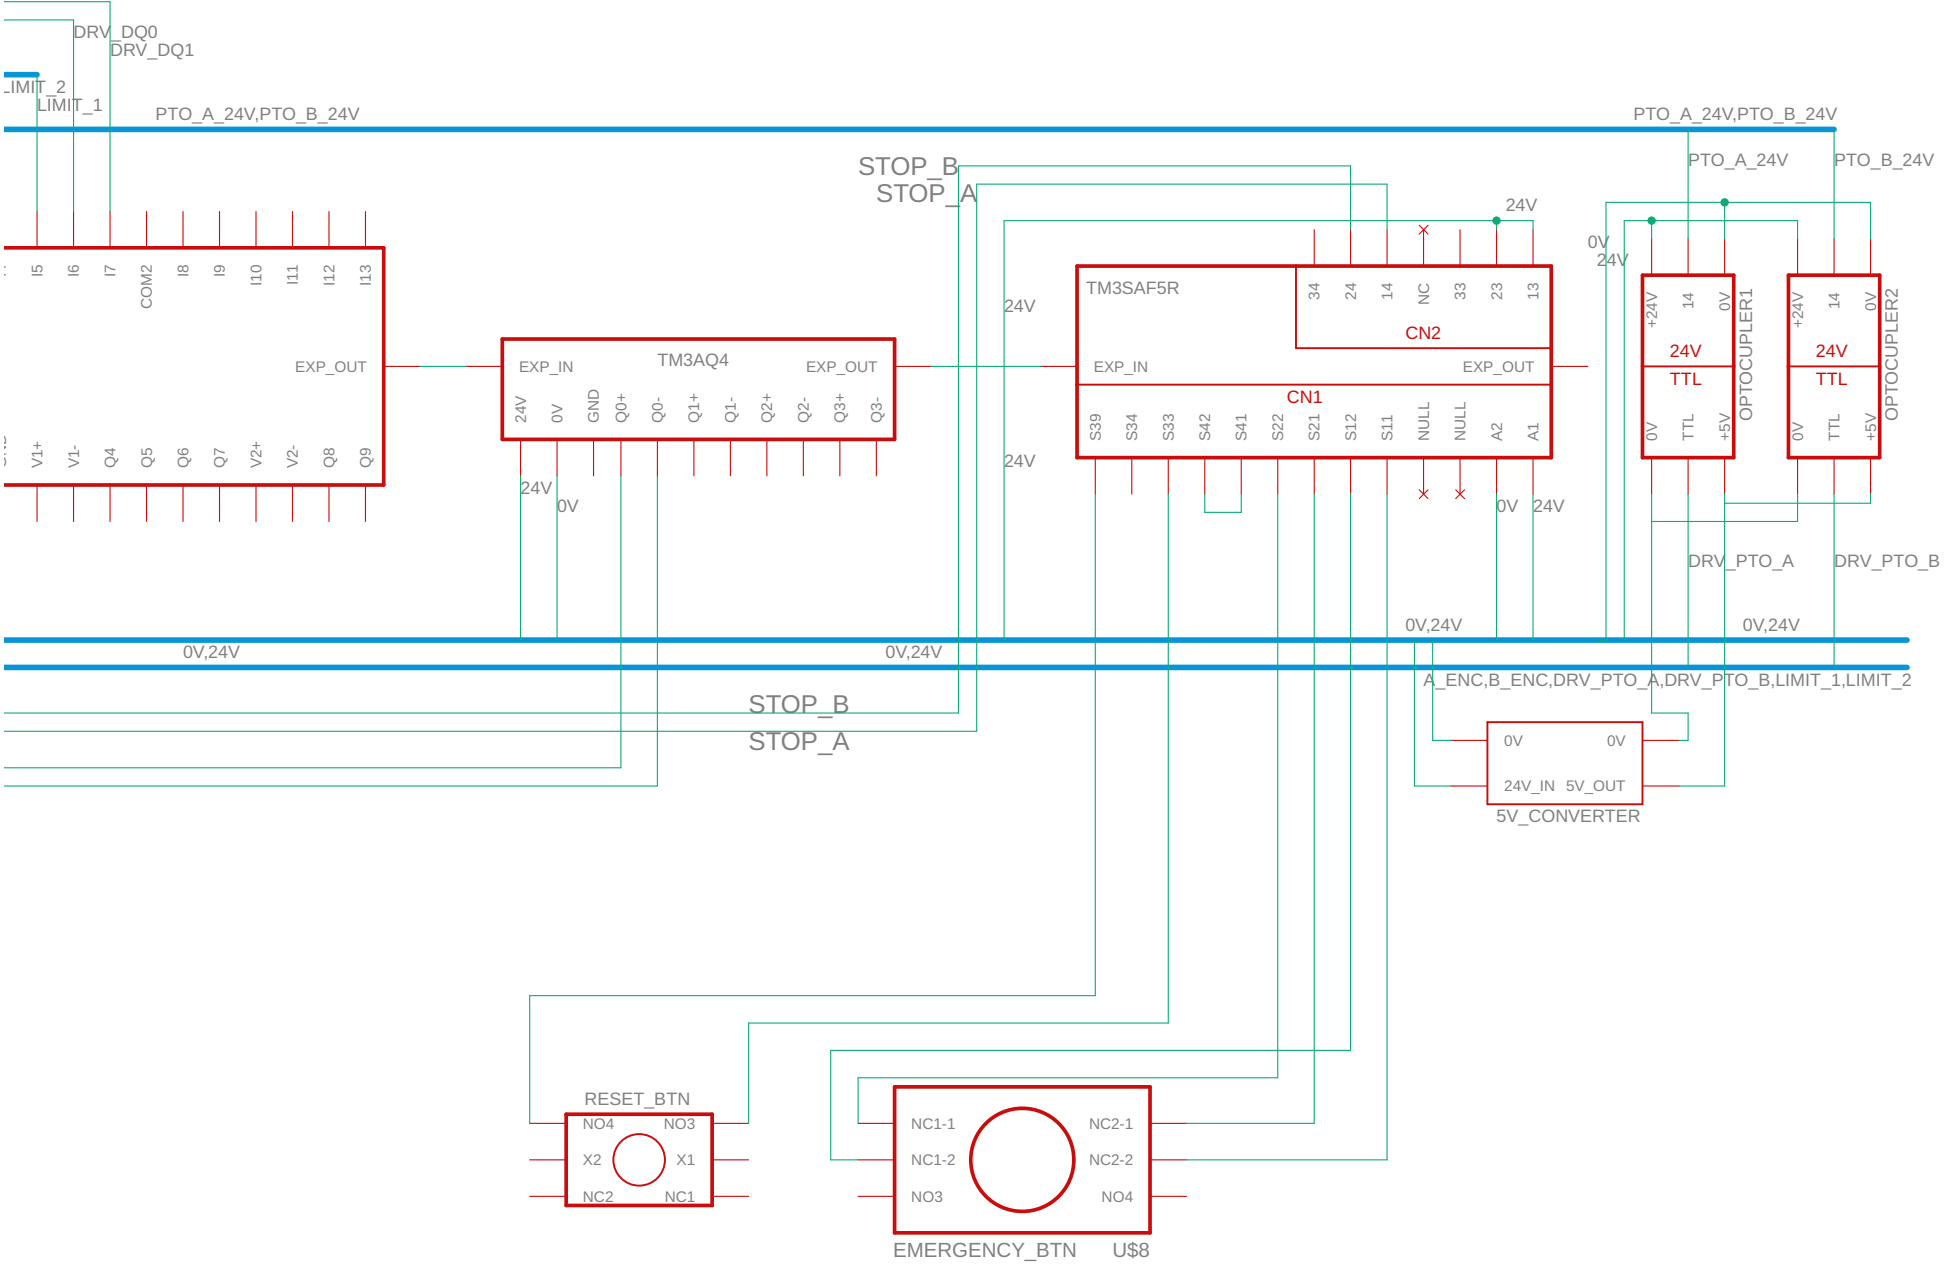 DRV_DQ0
DRV_DQ1
LIMIT_2
LIMIT_1
PTO_A_24V,PTO_B_24V
PTO_A_24V,PTO_B_24V
STOP_B
STOP_A
PTO_A_24V
PTO_B_24V
24V
0V
24V
I5
I6
I7
COM2
I8
I9
I10
I11
I12
I13
EXP_OUT
V1+
V1-
Q4
Q5
Q6
Q7
V2+
V2-
Q8
Q9
TM3AQ4
EXP_IN
EXP_OUT
24V
0V
GND
Q0+
Q0-
Q1+
Q1-
Q2+
Q2-
Q3+
Q3-
24V
0V
24V
24V
TM3SAF5R
34
24
14
NC
33
23
13
CN2
EXP_IN
EXP_OUT
CN1
S39
S34
S33
S42
S41
S22
S21
S12
S11
NULL
NULL
A2
A1
0V
24V
+24V
14
0V
24V
TTL
0V
TTL
+5V
OPTOCUPLER1
+24V
14
0V
24V
TTL
0V
TTL
+5V
OPTOCUPLER2
DRV_PTO_A
DRV_PTO_B
0V,24V
0V,24V
0V,24V
0V,24V
A_ENC,B_ENC,DRV_PTO_A,DRV_PTO_B,LIMIT_1,LIMIT_2
STOP_B
STOP_A
0V
0V
24V_IN
5V_OUT
5V_CONVERTER
RESET_BTN
NO4
NO3
X2
X1
NC2
NC1
NC1-1
NC2-1
NC1-2
NC2-2
NO3
NO4
EMERGENCY_BTN
U$8